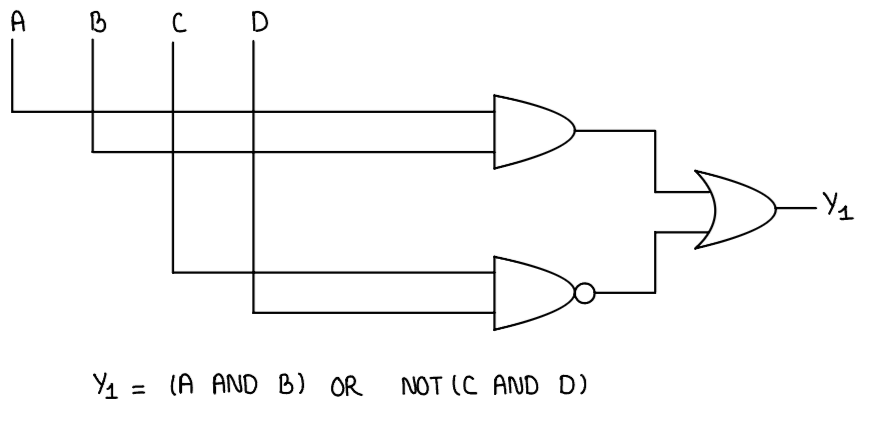 A B C D
Y1
Y1 = (A AND B) OR NOT (C AND D)